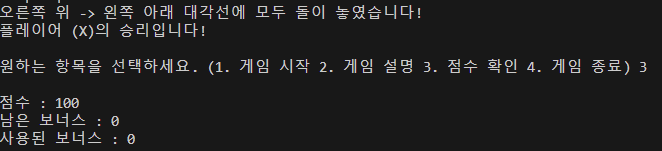 오른쪽 위 -> 왼쪽 아래 대각선에 모두 돌이 놓였습니다!
플레이어 (X)의 승리입니다!
원하는 항목을 선택하세요. (1. 게임 시작 2. 게임 설명 3. 점수 확인 4. 게임 종료) 3
점수 : 100
남은 보너스 : 0
사용된 보너스 : 0